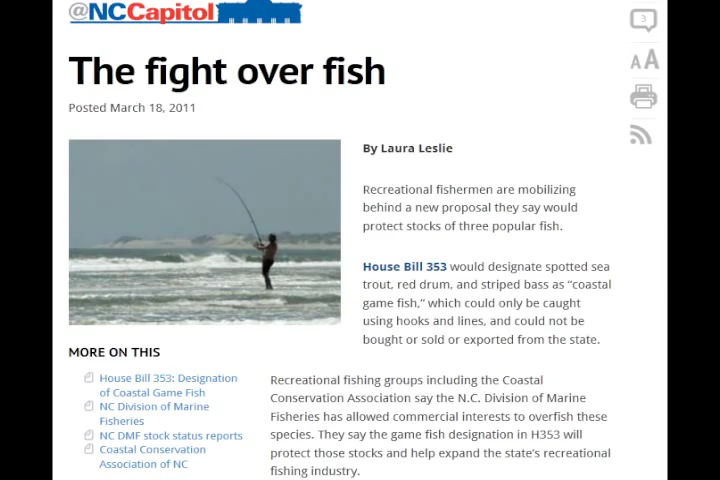 @NCCapitol
3
The fight over fish
A A
Posted March 18, 2011
By Laura Leslie
Recreational fishermen are mobilizing
behind a new proposal they say would
protect stocks of three popular fish.
House Bill 353 would designate spotted sea
trout, red drum, and striped bass as “coastal
game fish,” which could only be caught
using hooks and lines, and could not be
bought or sold or exported from the state.
MORE ON THIS
House Bill 353: Designation
of Coastal Game Fish
NC Division of Marine
Fisheries
NC DMF stock status reports
Coastal Conservation
Association of NC
Recreational fishing groups including the Coastal
Conservation Association say the N.C. Division of Marine
Fisheries has allowed commercial interests to overfish these
species. They say the game fish designation in H353 will
protect those stocks and help expand the state’s recreational
fishing industry.